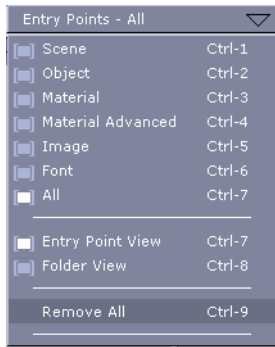 Entry Points - All
Scene Ctrl-1
Object Ctrl-2
Material Ctrl-3
Material Advanced Ctrl-4
Image Ctrl-5
Font Ctrl-6
All Ctrl-7
Entry Point View Ctrl-7
Folder View Ctrl-8
Remove All Ctrl-9